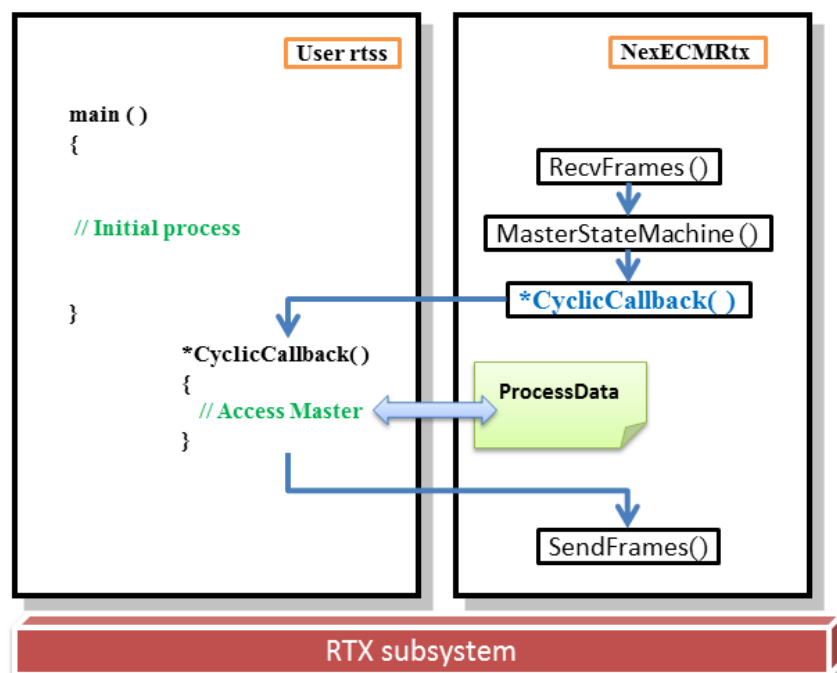 User rtss
main ( )
{
// Initial process
}
*CyclicCallback( )
{
// Access Master
}
NexECMRtx
RecvFrames ()
MasterStateMachine ()
*CyclicCallback( )
ProcessData
SendFrames()
RTX subsystem